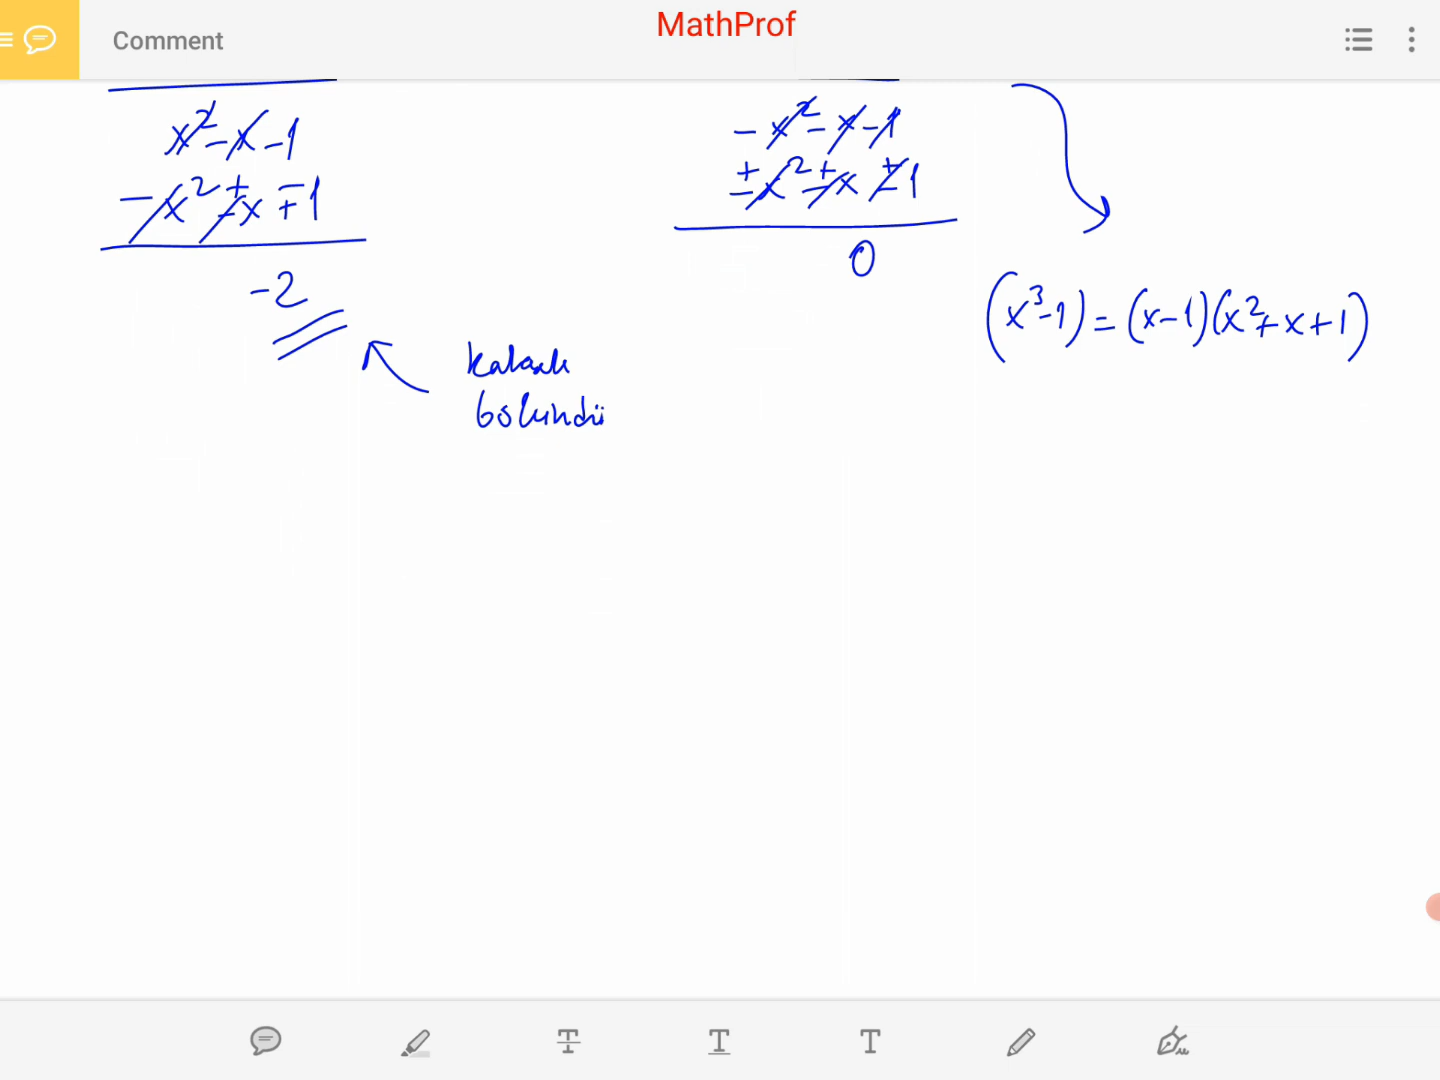 MathProf
Comment
x² - x - 1
- x² ∓ x ∓ 1
-2
kalanlı
bölündü
- x² - x - 1
± x² ± x ± 1
0
(x³-1) = (x-1)(x²+x+1)